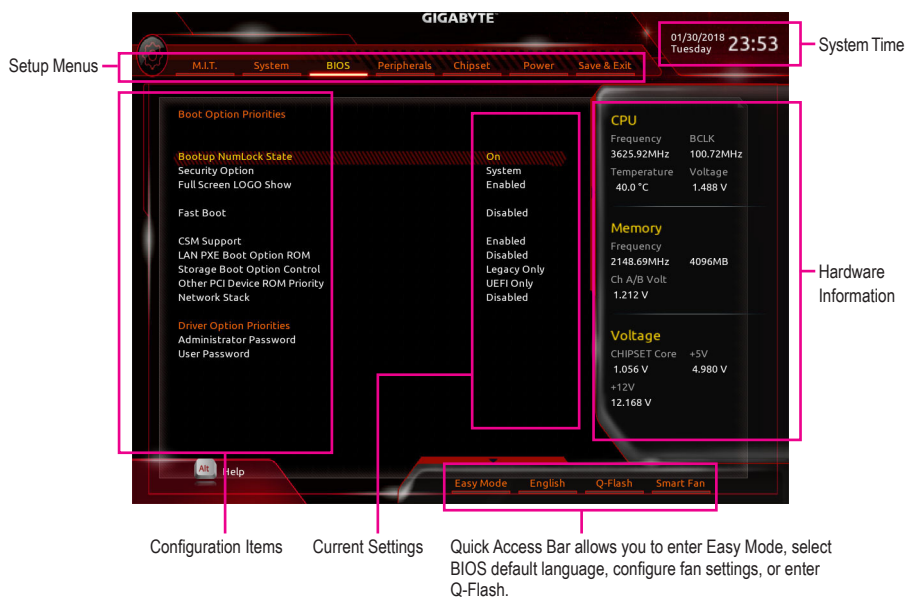 GIGABYTE™
01/30/2018
Tuesday
23:53
System Time
Setup Menus
M.I.T. System BIOS Peripherals Chipset Power Save & Exit
Boot Option Priorities
Bootup NumLock State On
Security Option System
Full Screen LOGO Show Enabled
Fast Boot Disabled
CSM Support Enabled
LAN PXE Boot Option ROM Disabled
Storage Boot Option Control Legacy Only
Other PCI Device ROM Priority UEFI Only
Network Stack Disabled
Driver Option Priorities
Administrator Password
User Password
CPU
Frequency BCLK
3625.92MHz 100.72MHz
Temperature Voltage
40.0 °C 1.488 V
Memory
Frequency
2148.69MHz 4096MB
Ch A/B Volt
1.212 V
Voltage
CHIPSET Core +5V
1.056 V 4.980 V
+12V
12.168 V
Hardware
Information
Alt Help
Easy Mode English Q-Flash Smart Fan
Configuration Items
Current Settings
Quick Access Bar allows you to enter Easy Mode, select
BIOS default language, configure fan settings, or enter
Q-Flash.